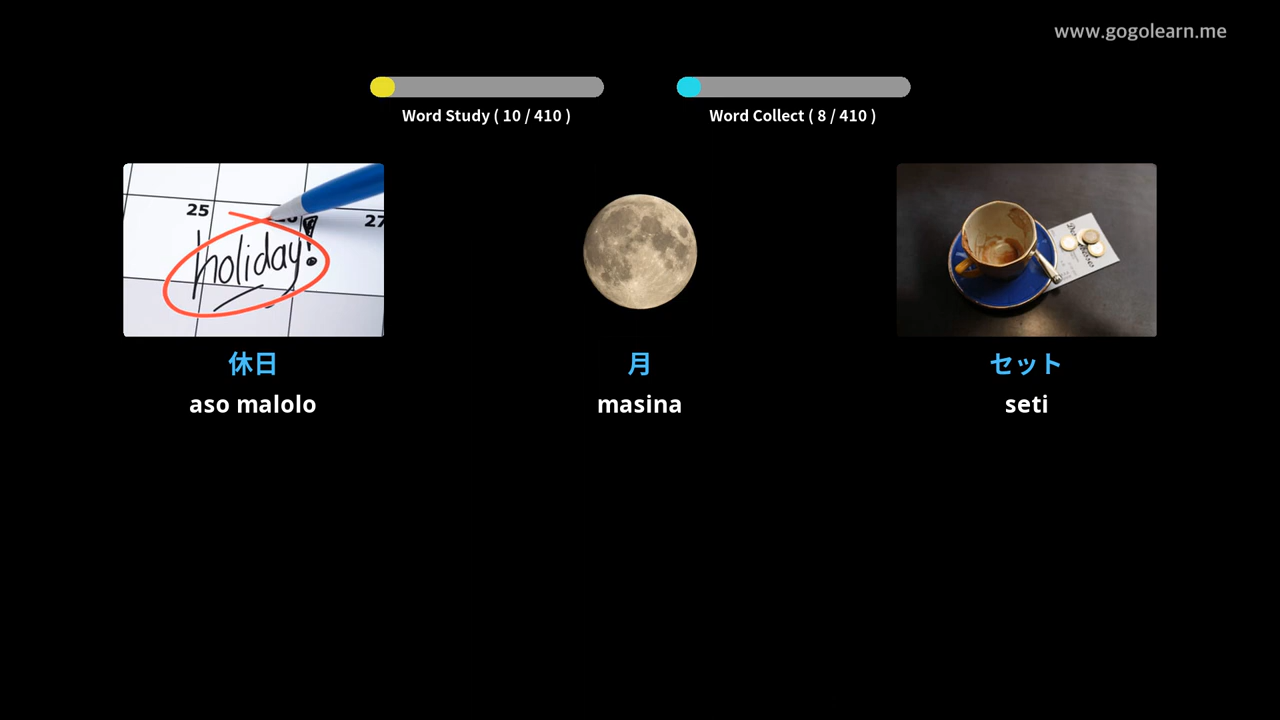 www.gogolearn.me
Word Study ( 10 / 410 )
Word Collect ( 8 / 410 )
25
27
holiday!
休日
月
セット
aso malolo
masina
seti